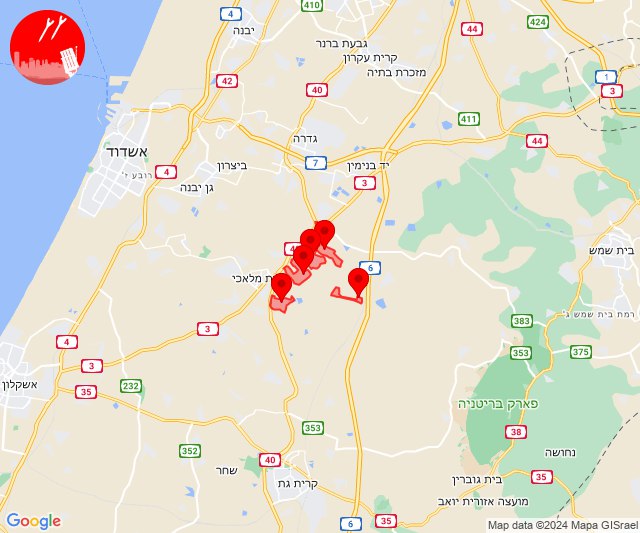 410
4
יבנה
גבעת ברנר
קרית עקרון
מזכרת בתיה
44
424
42
40
1
3
411
44
גדרה
אשדוד
רובע ז'
4
ביצרון
7
יד בנימין
3
גן יבנה
בית שמש
6
מלאכי
רמת בית שמש ג'
383
3
4
353
375
3
אשקלון
35
232
פארק בריטניה
353
38
352
נחושה
40
שחר
קרית גת
35
בית גוברין
מועצה אזורית יואב
6
35
Google
Map data ©2024 Mapa GISrael